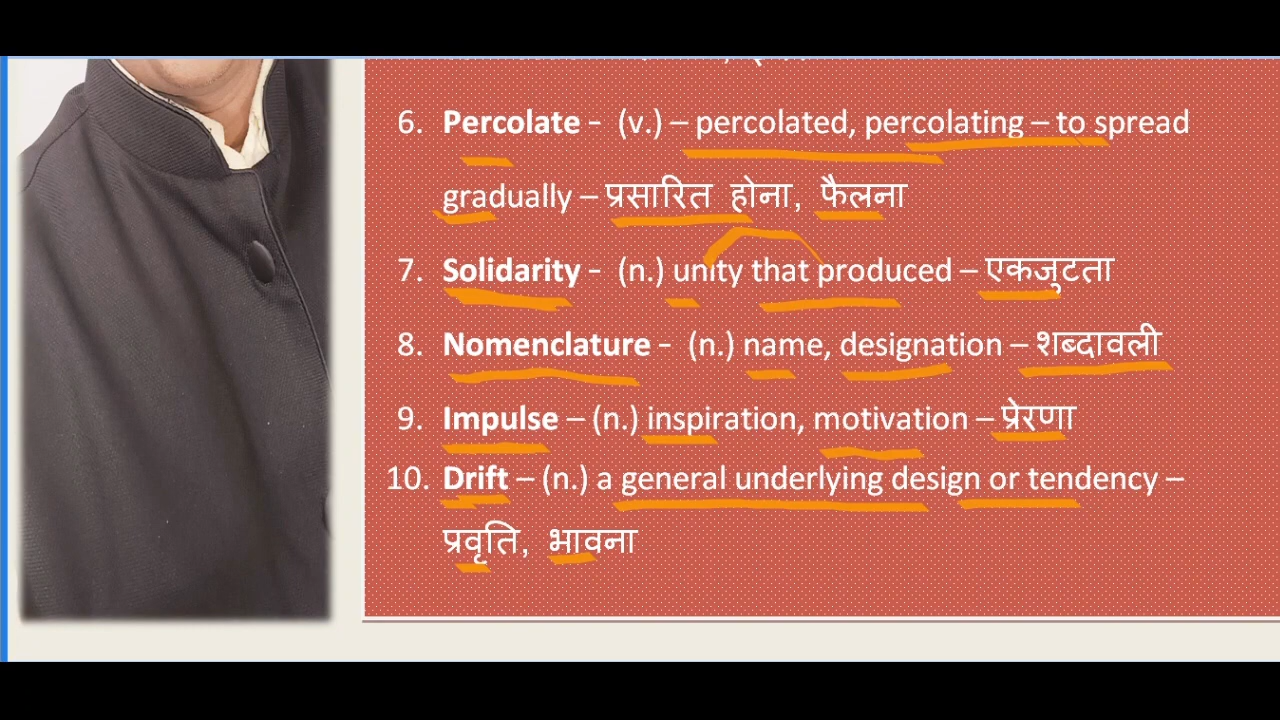 6. Percolate - (v.) – percolated, percolating – to spread
gradually – प्रसारित होना, फैलना
7. Solidarity - (n.) unity that produced – एकजुटता
8. Nomenclature - (n.) name, designation – शब्दावली
9. Impulse – (n.) inspiration, motivation – प्रेरणा
10. Drift – (n.) a general underlying design or tendency –
प्रवृति, भावना